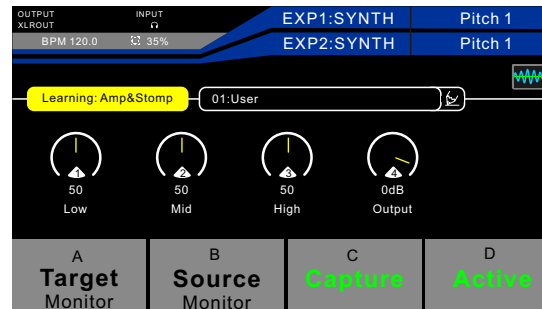 OUTPUT INPUT EXP1:SYNTH Pitch 1
XLROUT
BPM 120.0 35% EXP2:SYNTH Pitch 1
Learning: Amp&Stomp 01:User
1 2 3 4
50 50 50 0dB
Low Mid High Output
A B C D
Target Source Capture Active
Monitor Monitor